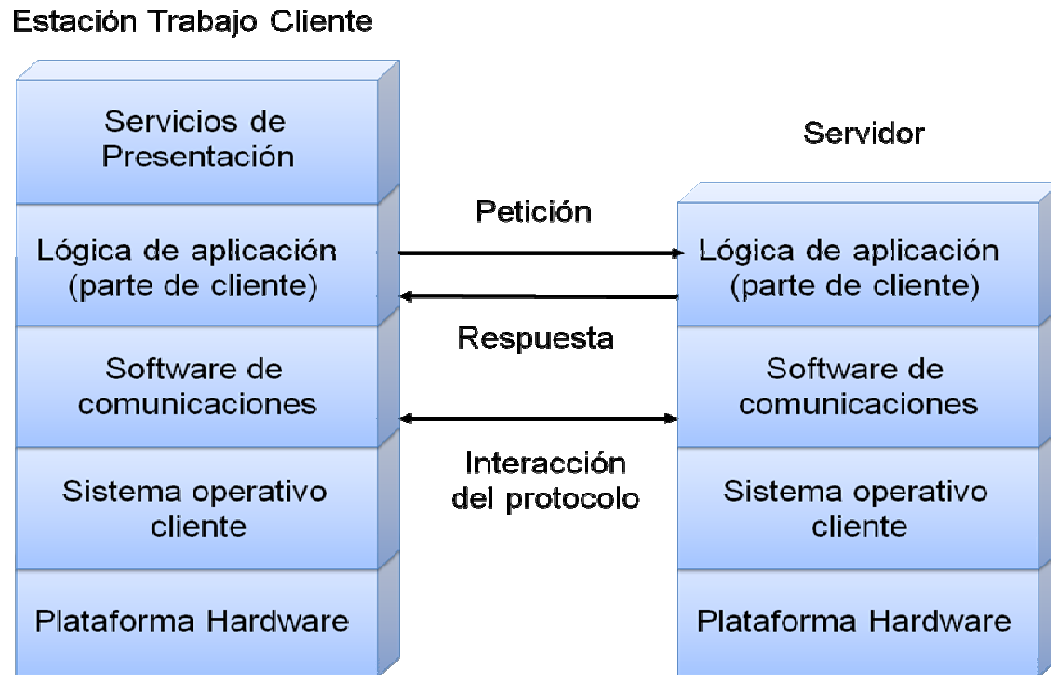 Estación Trabajo Cliente
Servicios de
Presentación
Lógica de aplicación
(parte de cliente)
Software de
comunicaciones
Sistema operativo
cliente
Plataforma Hardware
Petición
Respuesta
Interacción
del protocolo
Servidor
Lógica de aplicación
(parte de cliente)
Software de
comunicaciones
Sistema operativo
cliente
Plataforma Hardware